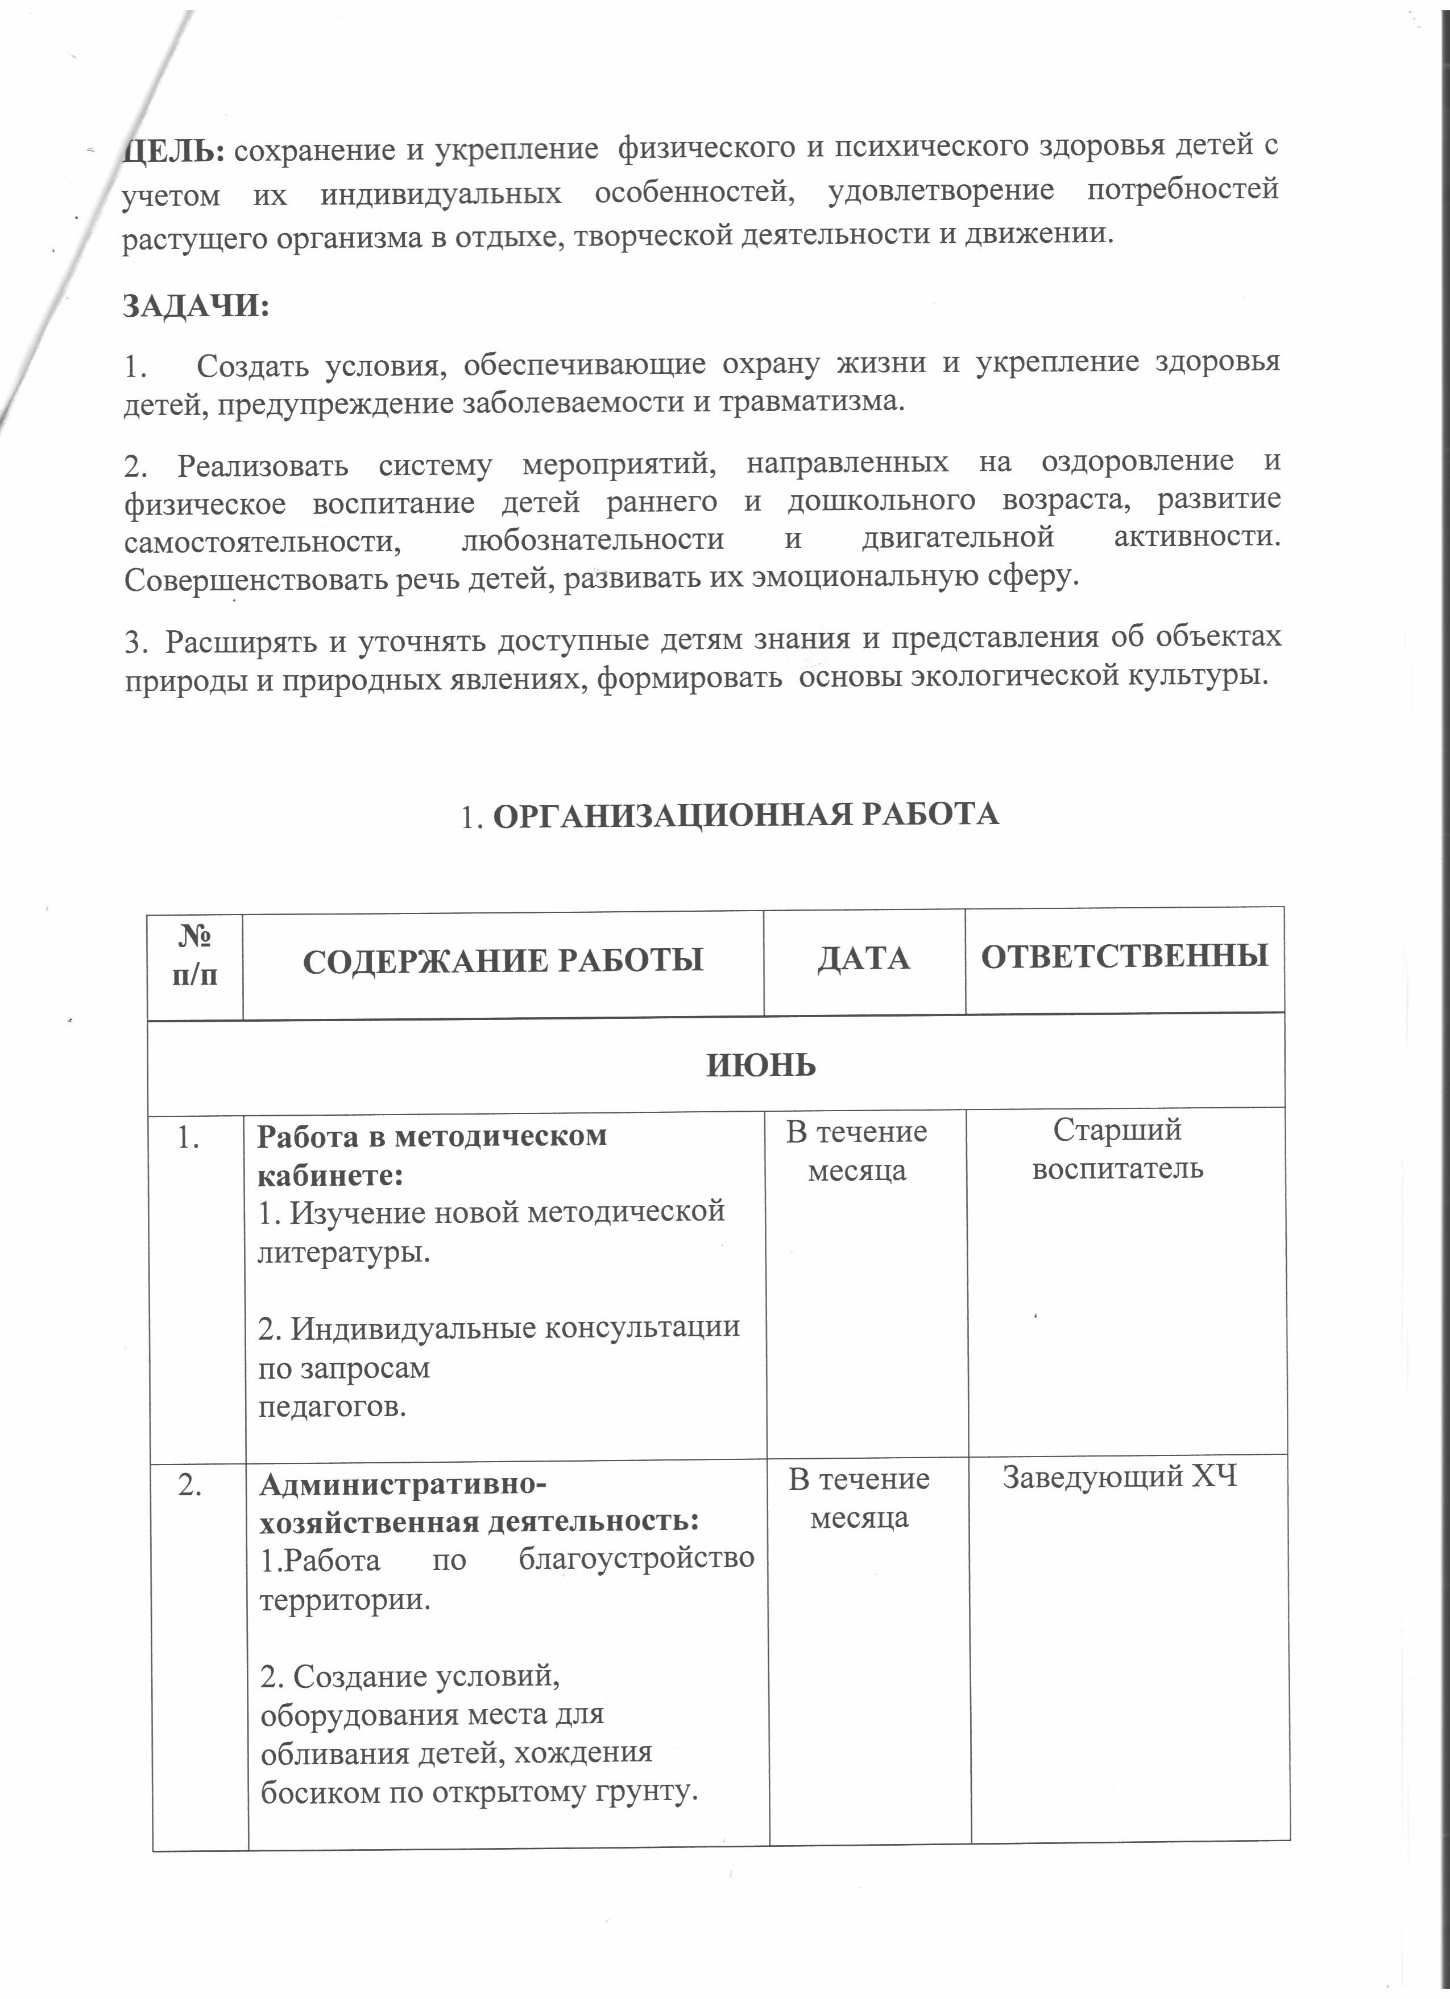 ЦЕЛЬ: сохранение и укрепление физического и психического здоровья детей с
учетом их индивидуальных особенностей, удовлетворение потребностей
растущего организма в отдыхе, творческой деятельности и движении.
ЗАДАЧИ:
1. Создать условия, обеспечивающие охрану жизни и укрепление здоровья
детей, предупреждение заболеваемости и травматизма.
2. Реализовать систему мероприятий, направленных на оздоровление и
физическое воспитание детей раннего и дошкольного возраста, развитие
самостоятельности, любознательности и двигательной активности.
Совершенствовать речь детей, развивать их эмоциональную сферу.
3. Расширять и уточнять доступные детям знания и представления об объектах
природы и природных явлениях, формировать основы экологической культуры.
1. ОРГАНИЗАЦИОННАЯ РАБОТА
№
п/п
СОДЕРЖАНИЕ РАБОТЫ
ДАТА
ОТВЕТСТВЕННЫ
ИЮНЬ
1.
Работа в методическом
кабинете:
1. Изучение новой методической
литературы.
2. Индивидуальные консультации
по запросам
педагогов.
В течение
месяца
Старший
воспитатель
2.
Административно-
хозяйственная деятельность:
1.Работа по благоустройство
территории.
2. Создание условий,
оборудования места для
обливания детей, хождения
босиком по открытому грунту.
В течение
месяца
Заведующий ХЧ